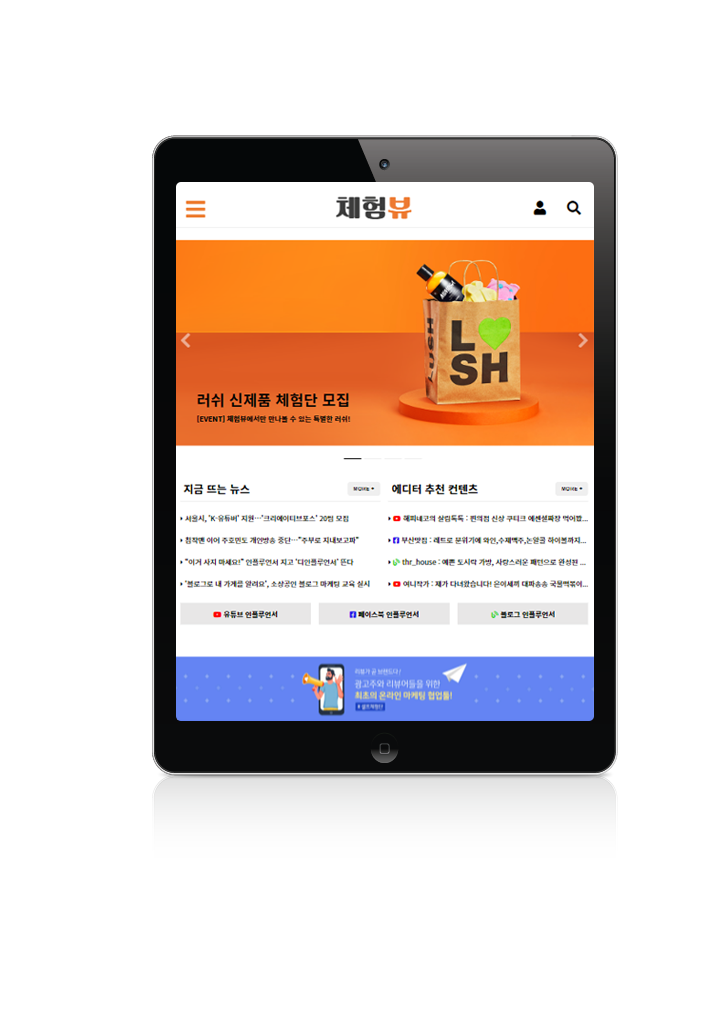 체험뷰
LUSH
L SH
러쉬 신제품 체험단 모집
[EVENT] 체험뷰에서만 만나볼 수 있는 특별한 러쉬!
지금 뜨는 뉴스
에디터 추천 컨텐츠
서울시, 'K-유튜버' 지원…'크리에이티브포스' 20팀 모집
침착맨 이어 주호민도 개인방송 중단…"주부로 지내보고파"
"이거 사지 마세요!" 인플루언서 지고 '디인플루언서' 뜬다
'블로그로 내 가게를 알려요', 소상공인 블로그 마케팅 교육 실시
해피네코의 살림톡톡 : 편의점 신상 쿠티크 에센셜짜장 먹어봤...
부산맛집 : 레트로 분위기에 와인,수제맥주,논알콜 하이볼까지...
thr_house : 예쁜 도시락 가방, 사랑스러운 패턴으로 완성된 ...
여니작가 : 제가 다녀왔습니다! 은이세끼 대파송송 국물떡볶이...
유튜브 인플루언서
페이스북 인플루언서
블로그 인플루언서
리뷰가 곧 브랜드다!
광고주와 리뷰어들을 위한
최초의 온라인 마케팅 협업툴!